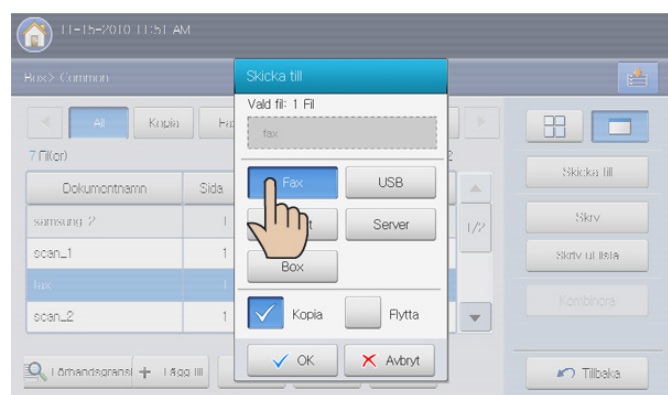 11-15-2010 11:51 AM
Box> Common
Skicka till
Vald fil: 1 Fil
fax
All Kopia
7 Fil(er) 2
Fax USB
Server
Box
Kopia Flytta
OK Avbryt
Dokumentnamn Sida
samsung_2 1
scan_1 1
fax 1
scan_2 1
1/2
Lägg till
Skicka till
Skriv
Skriv ut lista
Kombinera
Tillbaka